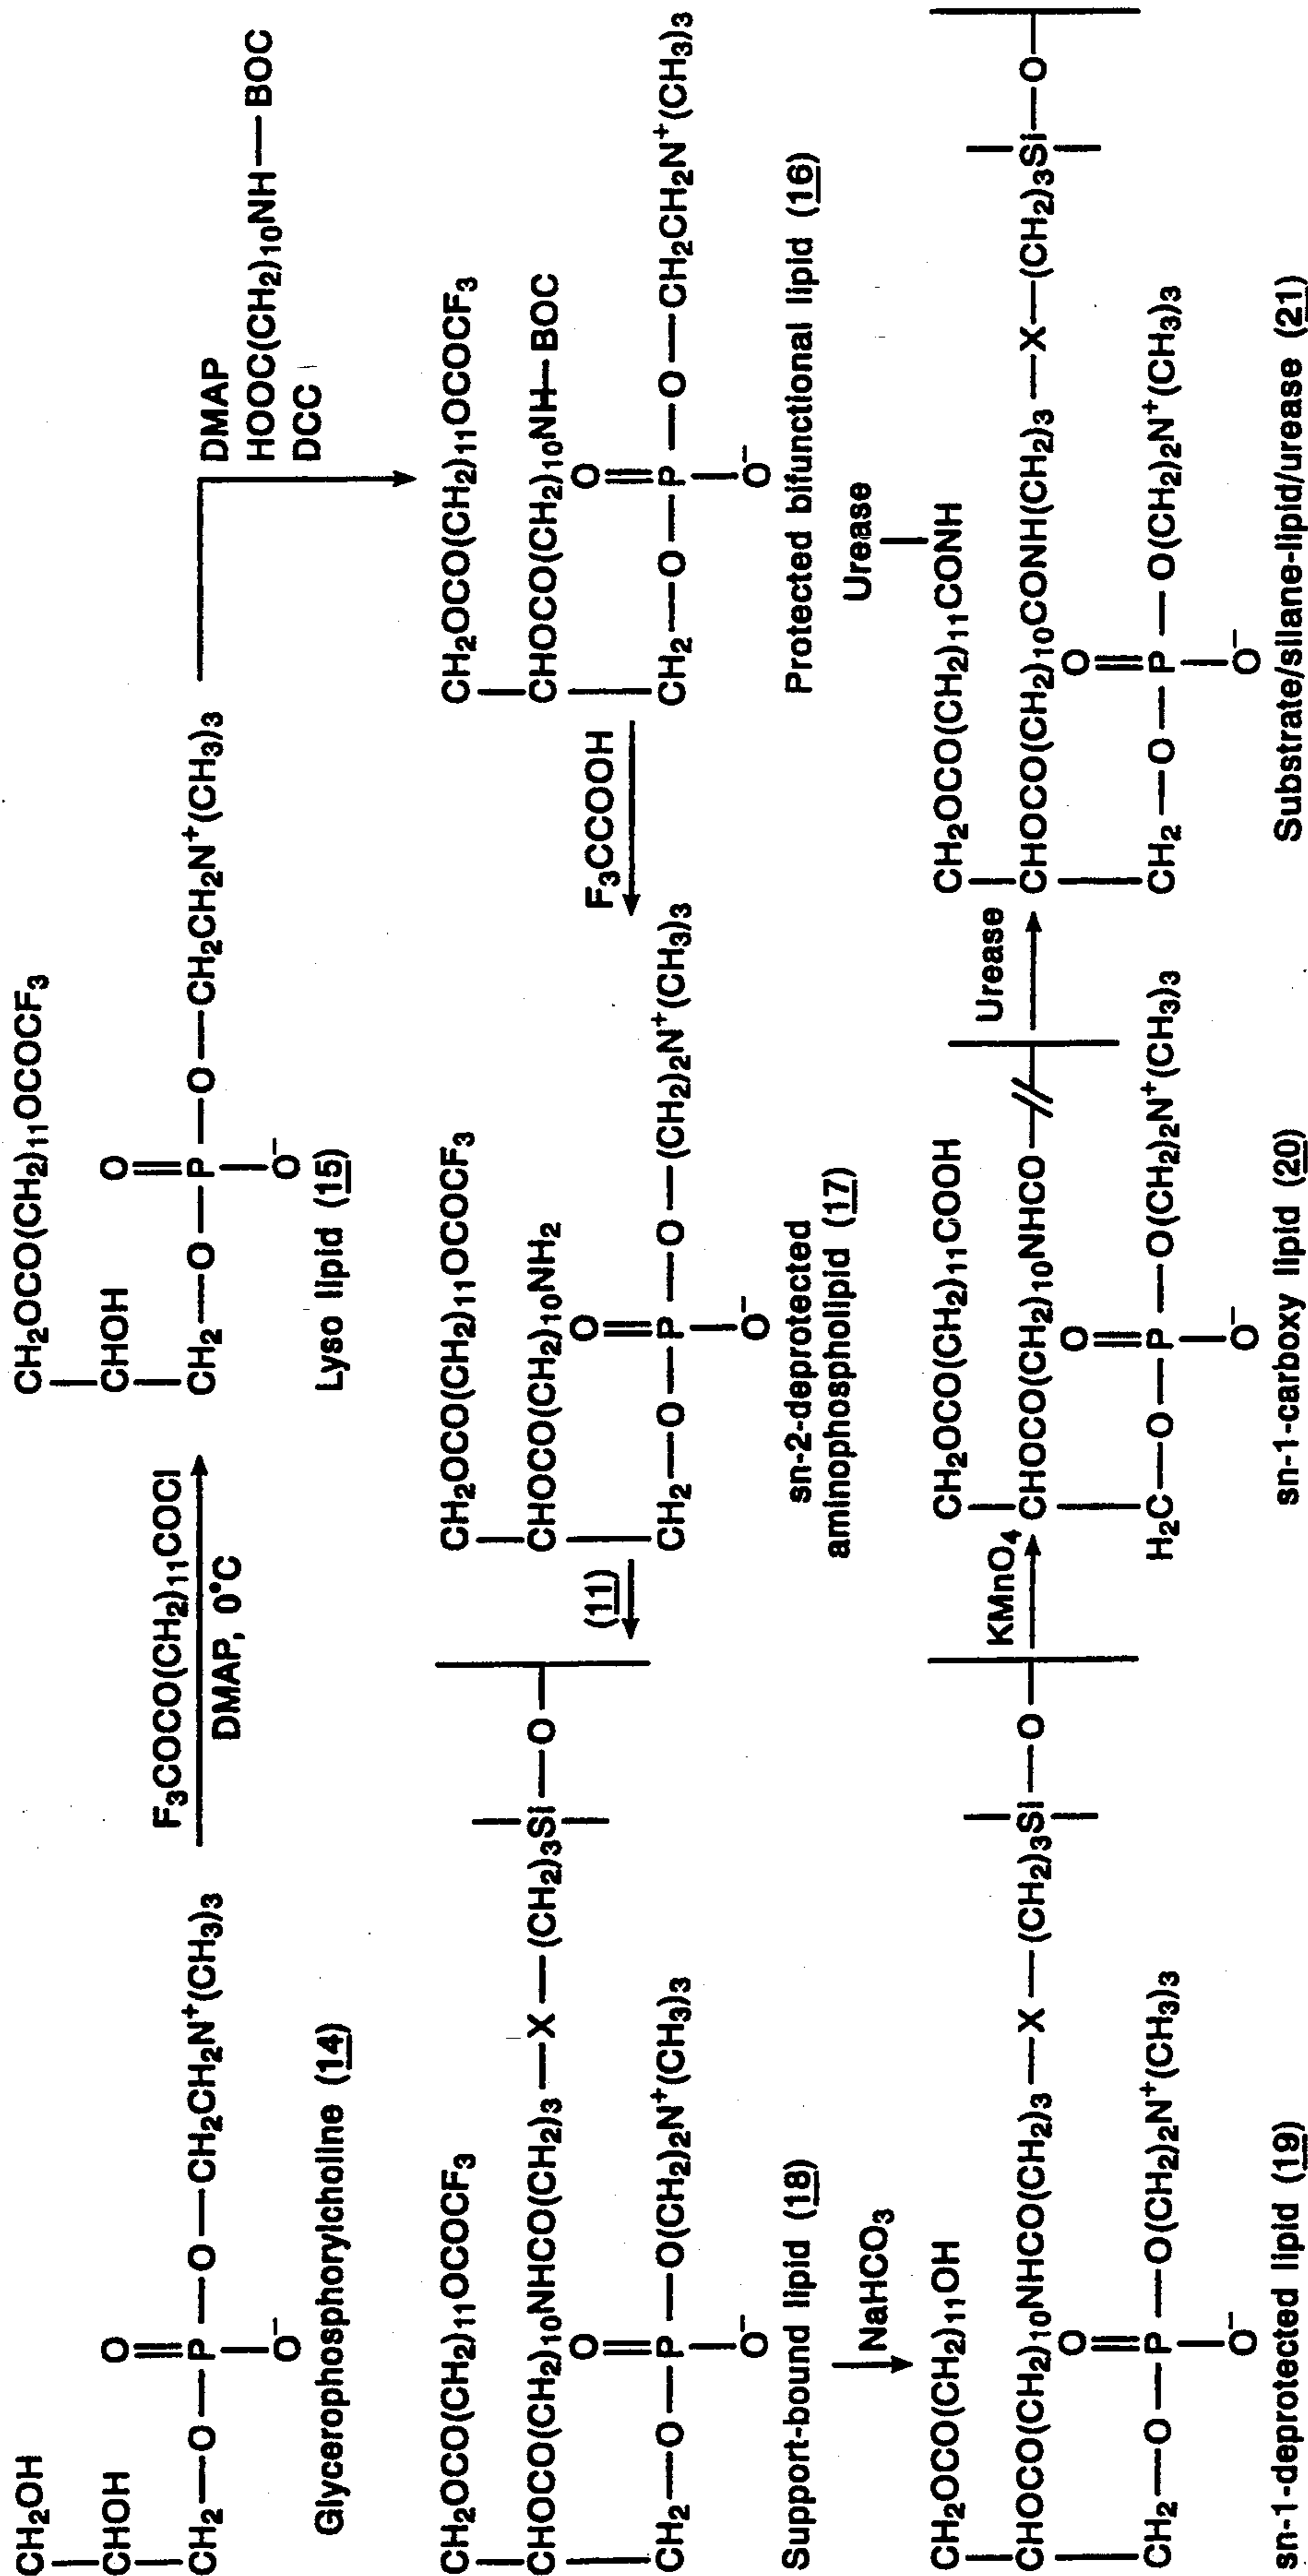 CH2OH
CHOH
O
CH2—O—P—O—CH2CH2N+(CH3)3
O-
Glycerophosphorylcholine (14)
F3COCO(CH2)11COCl
DMAP, 0°C
CH2OCO(CH2)11OCOCF3
CHOH
O
CH2—O—P—O—CH2CH2N+(CH3)3
O-
Lyso lipid (15)
DMAP
HOOC(CH2)10NH—BOC
DCC
CH2OCO(CH2)11OCOCF3
CHOCO(CH2)10NH—BOC
O
CH2—O—P—O—CH2CH2N+(CH3)3
O-
Protected bifunctional lipid (16)
F3CCOOH
CH2OCO(CH2)11OCOCF3
CHOCO(CH2)10NH2
O
CH2—O—P—O—(CH2)2N+(CH3)3
O-
sn-2-deprotected
aminopholipid (17)
(11)
CH2OCO(CH2)11OCOCF3
CHOCO(CH2)10NHCO(CH2)3—X—(CH2)3Si—O—
O
CH2—O—P—O(CH2)2N+(CH3)3
O-
Support-bound lipid (18)
NaHCO3
CH2OCO(CH2)11OH
CHOCO(CH2)10NHCO(CH2)3—X—(CH2)3Si—O—
O
CH2—O—P—O(CH2)2N+(CH3)3
O-
sn-1-deprotected lipid (19)
KMnO4
CH2OCO(CH2)11COOH
CHOCO(CH2)10NHCO—//—
O
H2C—O—P—O(CH2)2N+(CH3)3
O-
sn-1-carboxy lipid (20)
Urease
Urease
CH2OCO(CH2)11CONH
CHOCO(CH2)10CONH(CH2)3—X—(CH2)3Si—O—
O
CH2—O—P—O(CH2)2N+(CH3)3
O-
Substrate/silane-lipid/urease (21)